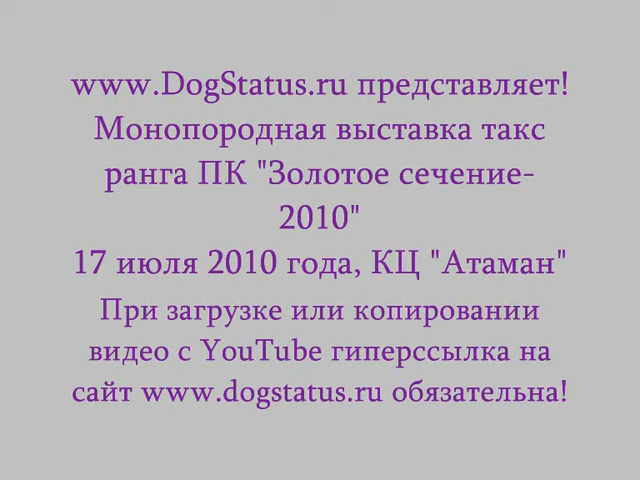 www.DogStatus.ru представляет!
Монопородная выставка такс
ранга ПК "Золотое сечение-
2010"
17 июля 2010 года, КЦ "Атаман"
При загрузке или копировании
видео с YouTube гиперссылка на
сайт www.dogstatus.ru обязательна!